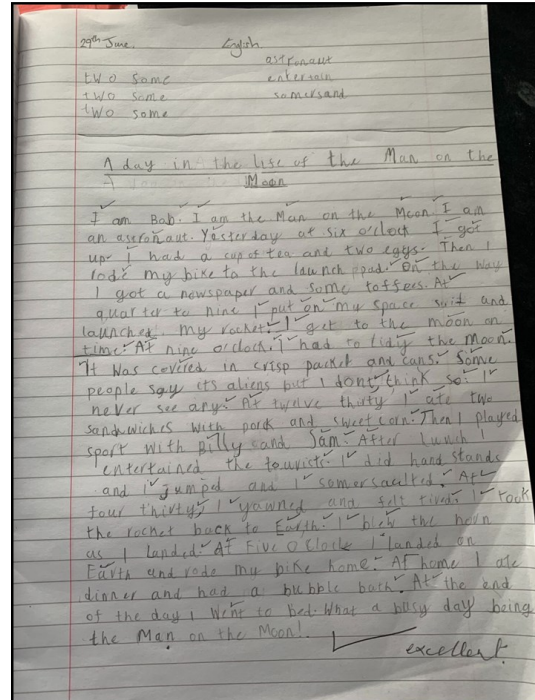 29th June. English.
astronaut
two some entertain
two some somersand
two some
A day in the life of the Man on the
Moon
I am Bob. I am the Man on the Moon. I am
an astronaut. Yesterday at six o'clock I got
up. I had a cup of tea and two eggs. Then I
rode my bike to the launch pad. On the way
I got a newspaper and some toffees. At
quarter to nine I put on my space suit and
launched my rocket. I get to the moon on
time. At nine o'clock. I had to tidiy the Moon.
It was covered in crisp packet and cans. Some
people say its aliens but I dont think so. I
never see any. At twelve thirty I ate two
sandwiches with pork and sweetcorn. Then I played
sport with Billy and Sam. After lunch I
entertained the tourists. I did hand stands
and I jumped and I somersaulted. At
four thirty I yawned and felt tired. I took
the rocket back to Earth. I blew the horn
as I landed. At Five o'clock I landed on
Earth and rode my bike home. At home I ate
dinner and had a bubble bath. At the end
of the day I went to bed. What a busy day being
the Man on the Moon!.
excellent.